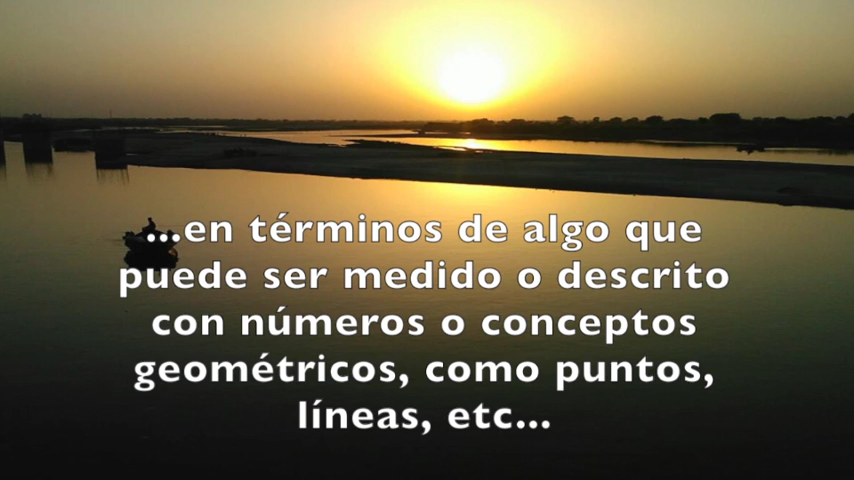 ...en términos de algo que
puede ser medido o descrito
con números o conceptos
geométricos, como puntos,
líneas, etc...